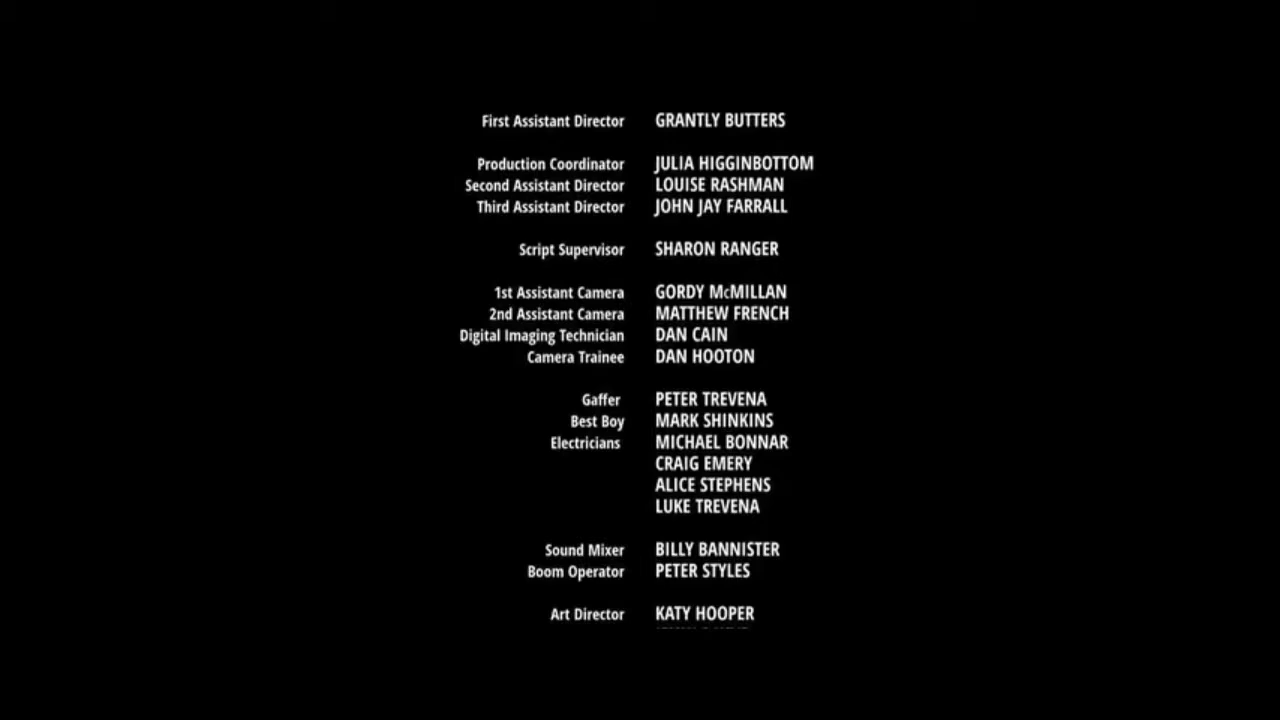 First Assistant Director GRANTLY BUTTERS
Production Coordinator JULIA HIGGINBOTTOM
Second Assistant Director LOUISE RASHMAN
Third Assistant Director JOHN JAY FARRALL
Script Supervisor SHARON RANGER
1st Assistant Camera GORDY McMILLAN
2nd Assistant Camera MATTHEW FRENCH
Digital Imaging Technician DAN CAIN
Camera Trainee DAN HOOTON
Gaffer PETER TREVENA
Best Boy MARK SHINKINS
Electricians MICHAEL BONNAR
CRAIG EMERY
ALICE STEPHENS
LUKE TREVENA
Sound Mixer BILLY BANNISTER
Boom Operator PETER STYLES
Art Director KATY HOOPER